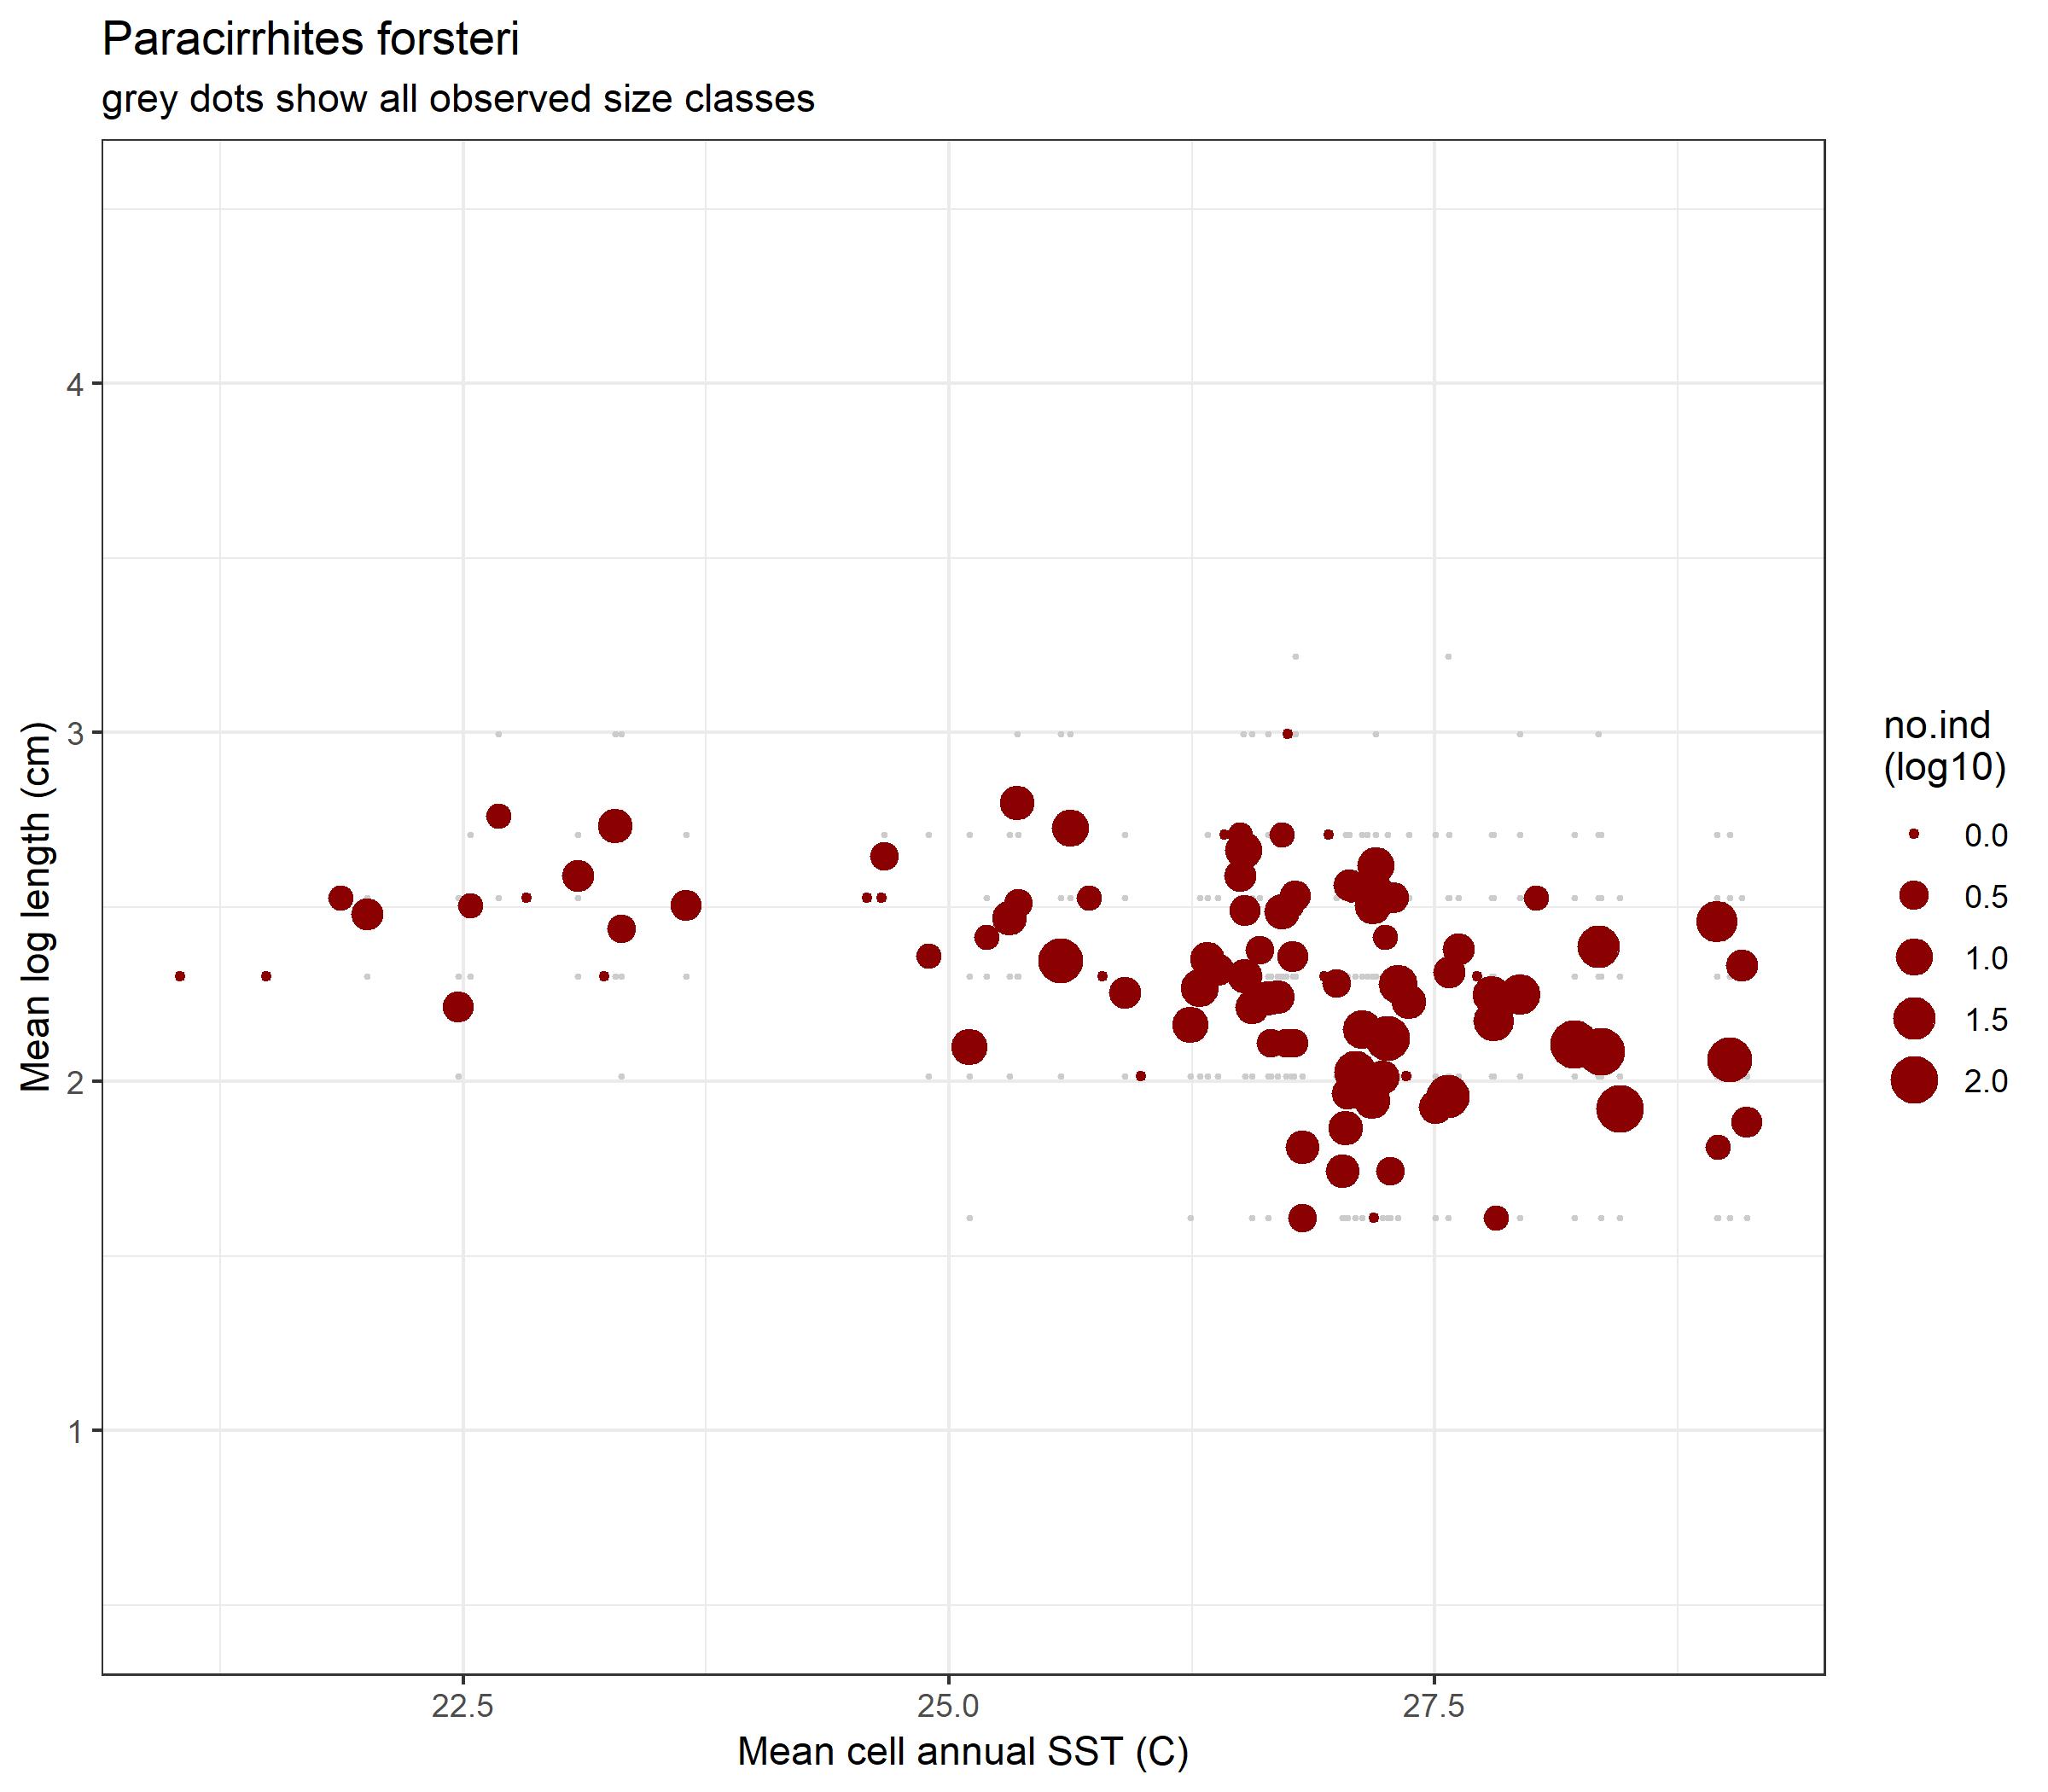 Paracirrhites forsteri
grey dots show all observed size classes
Mean log length (cm)
4
3
2
1
22.5
25.0
27.5
Mean cell annual SST (C)
no.ind
(log10)
0.0
0.5
1.0
1.5
2.0